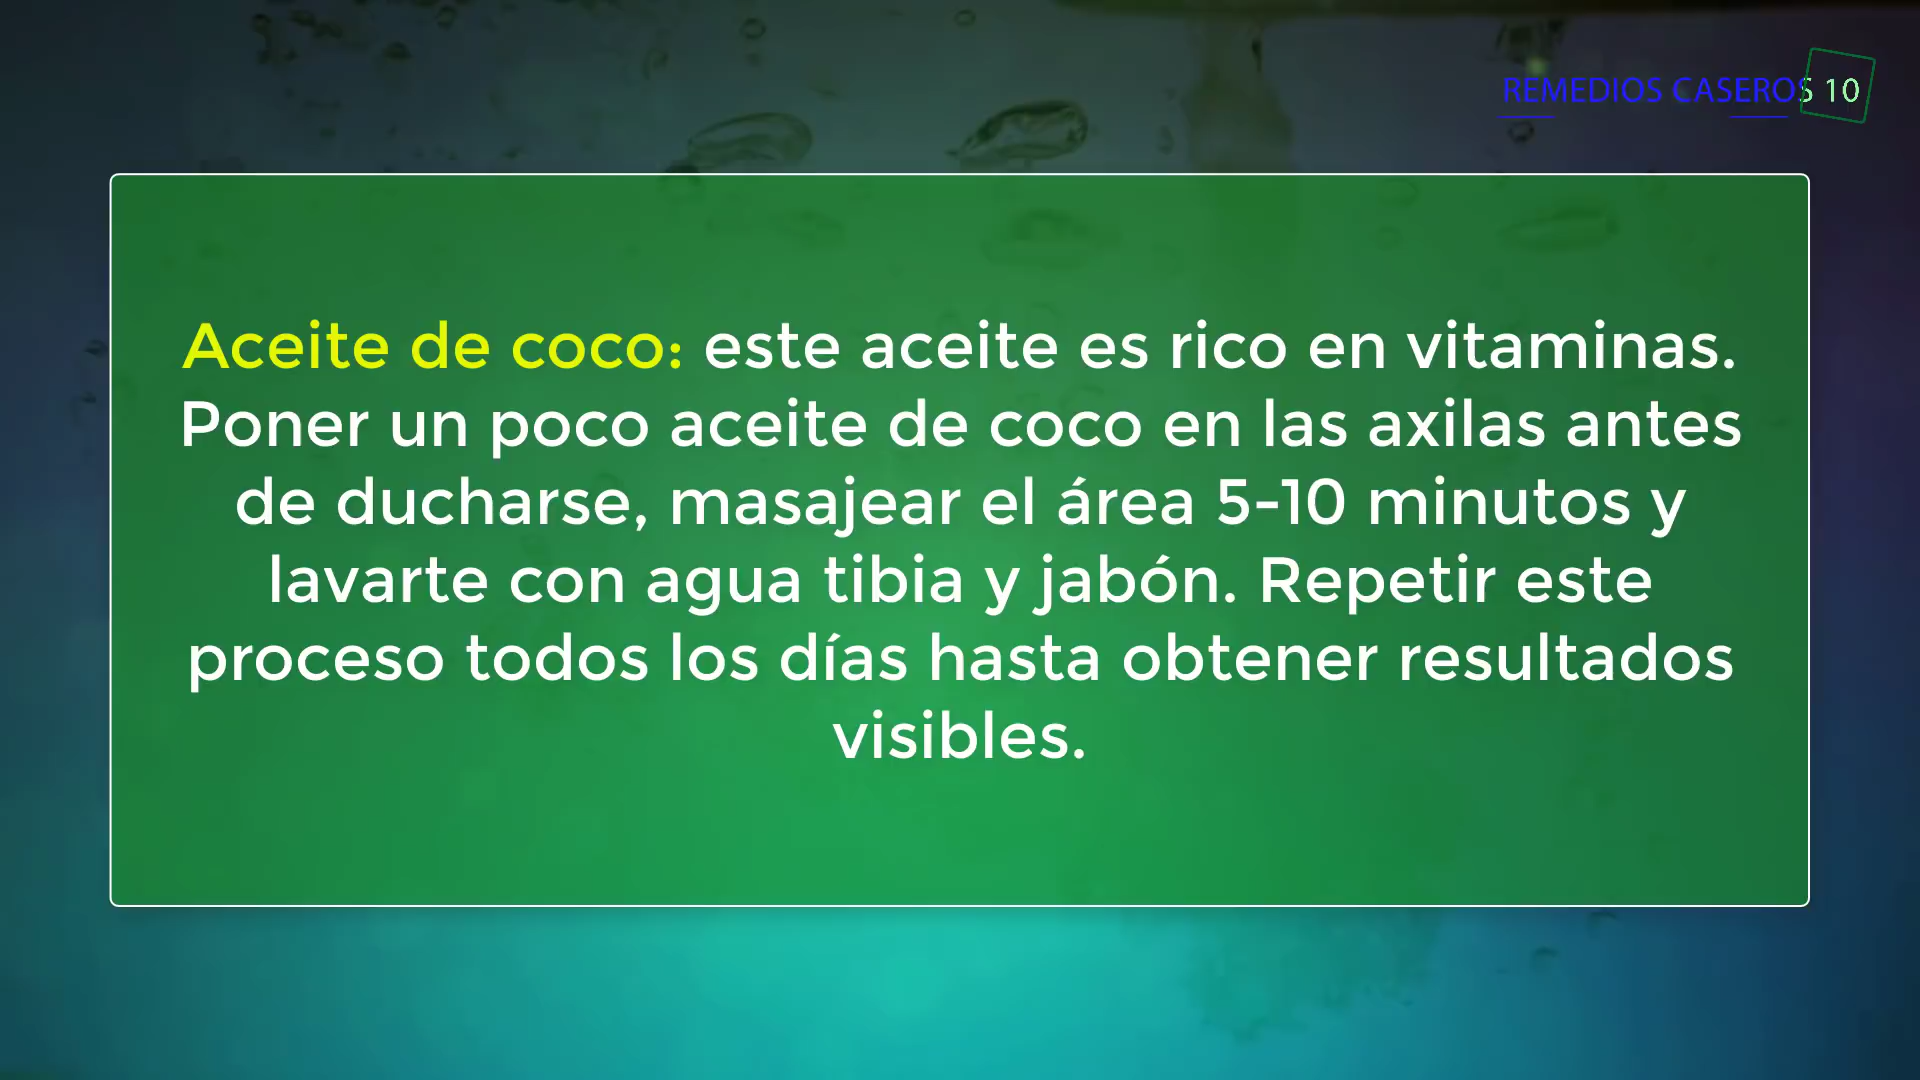 REMEDIOS CASEROS 10
Aceite de coco: este aceite es rico en vitaminas.
Poner un poco aceite de coco en las axilas antes
de ducharse, masajear el área 5-10 minutos y
lavarte con agua tibia y jabón. Repetir este
proceso todos los días hasta obtener resultados
visibles.